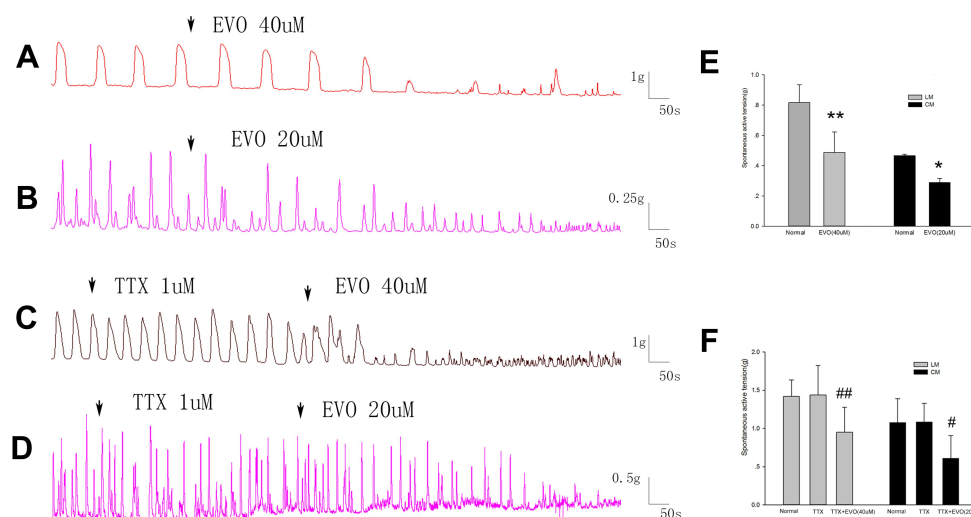 A
EVO 40uM
1g
50s
B
EVO 20uM
0.25g
50s
C
TTX 1uM
EVO 40uM
1g
50s
D
TTX 1uM
EVO 20uM
0.5g
50s
E
Spontaneous active tension(g)
1.0
.8
.6
.4
.2
0.0
LM
CM
**
*
Normal
EVO(40uM)
Normal
EVO(20uM)
F
Spontaneous active tension(g)
2.0
1.5
1.0
.5
0.0
LM
CM
##
#
Normal
TTX
TTX+EVO(40uM)
Normal
TTX
TTX+EVO(20